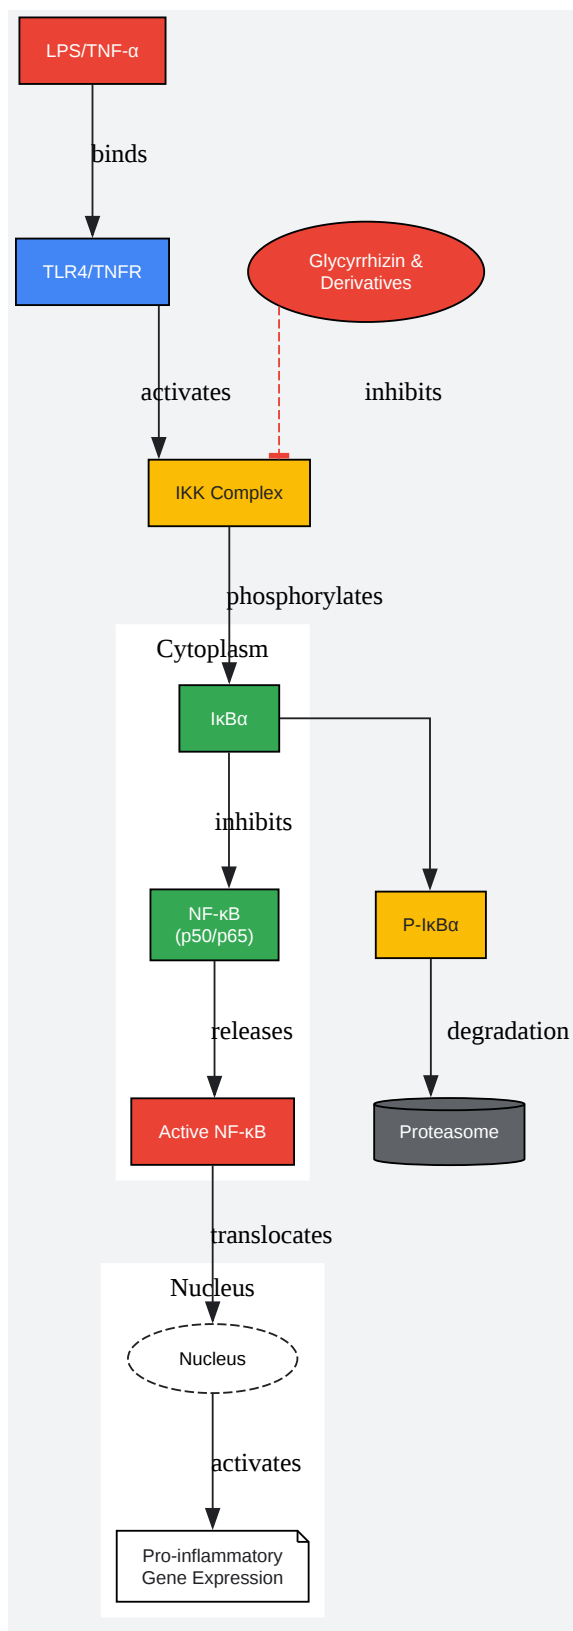 LPS/TNF-α
binds
TLR4/TNFR
Glycyrrhizin &
Derivatives
activates
inhibits
IKK Complex
phosphorylates
Cytoplasm
IκBα
inhibits
NF-κB
(p50/p65)
P-IκBα
releases
degradation
Active NF-κB
Proteasome
translocates
Nucleus
Nucleus
activates
Pro-inflammatory
Gene Expression